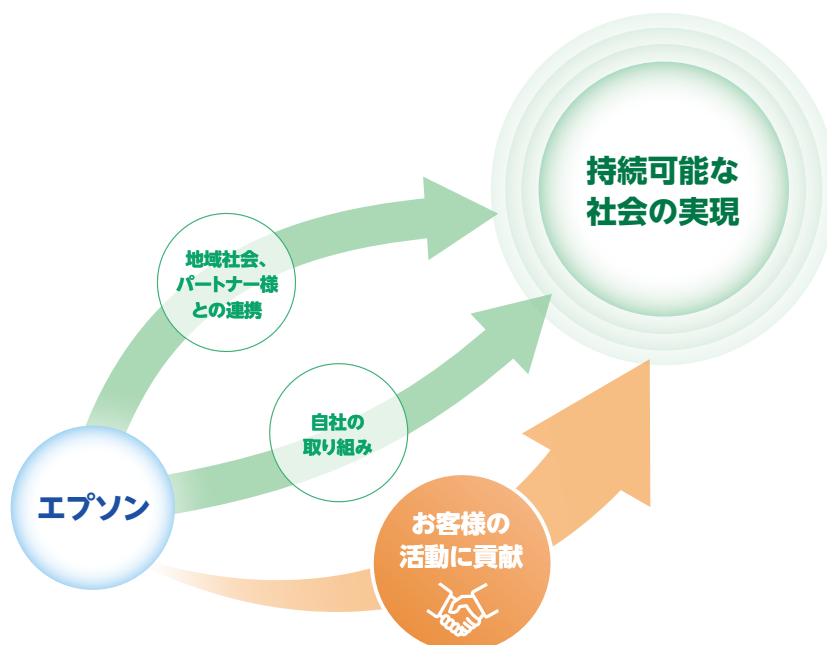 持続可能な
社会の実現
地域社会、
パートナー様
との連携
自社の
取り組み
エプソン
お客様の
活動に貢献